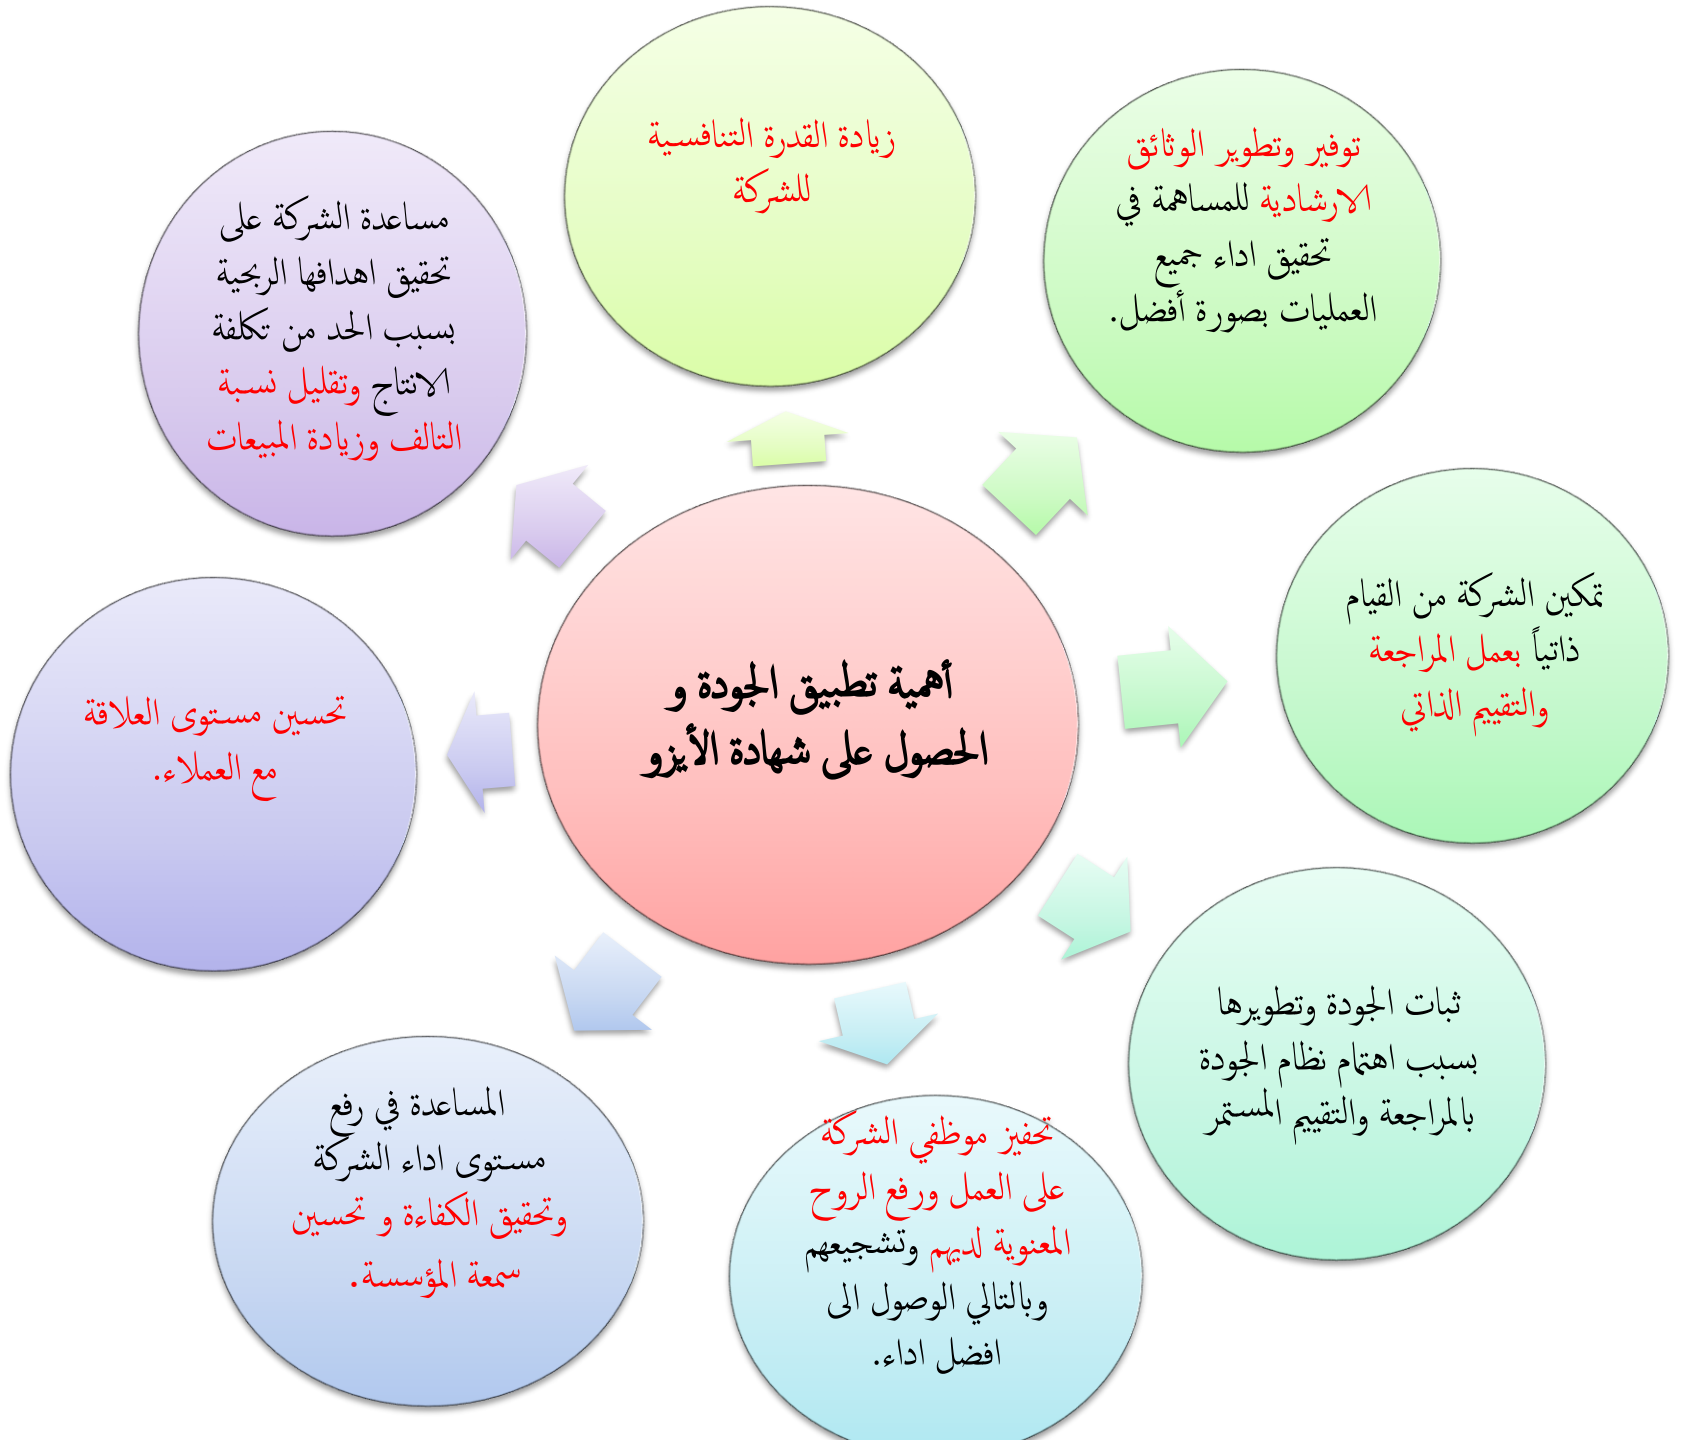 زيادة القدرة التنافسية
للشركة
توفير وتطوير الوثائق
الارشادية للمساهمة في
تحقيق اداء جميع
العمليات بصورة أفضل.
تمكين الشركة من القيام
ذاتياً بعمل المراجعة
والتقييم الذاتي
ثبات الجودة وتطويرها
بسبب اهتمام نظام الجودة
بالمراجعة والتقييم المستمر
تحفيز موظفي الشركة
على العمل ورفع الروح
المعنوية لديهم وتشجيعهم
وبالتالي الوصول الى
افضل اداء.
المساعدة في رفع
مستوى اداء الشركة
وتحقيق الكفاءة و تحسين
سمعة المؤسسة.
تحسين مستوى العلاقة
مع العملاء.
مساعدة الشركة على
تحقيق اهدافها الربحية
بسبب الحد من تكلفة
الانتاج وتقليل نسبة
التالف وزيادة المبيعات
أهمية تطبيق الجودة و
الحصول على شهادة الأيزو